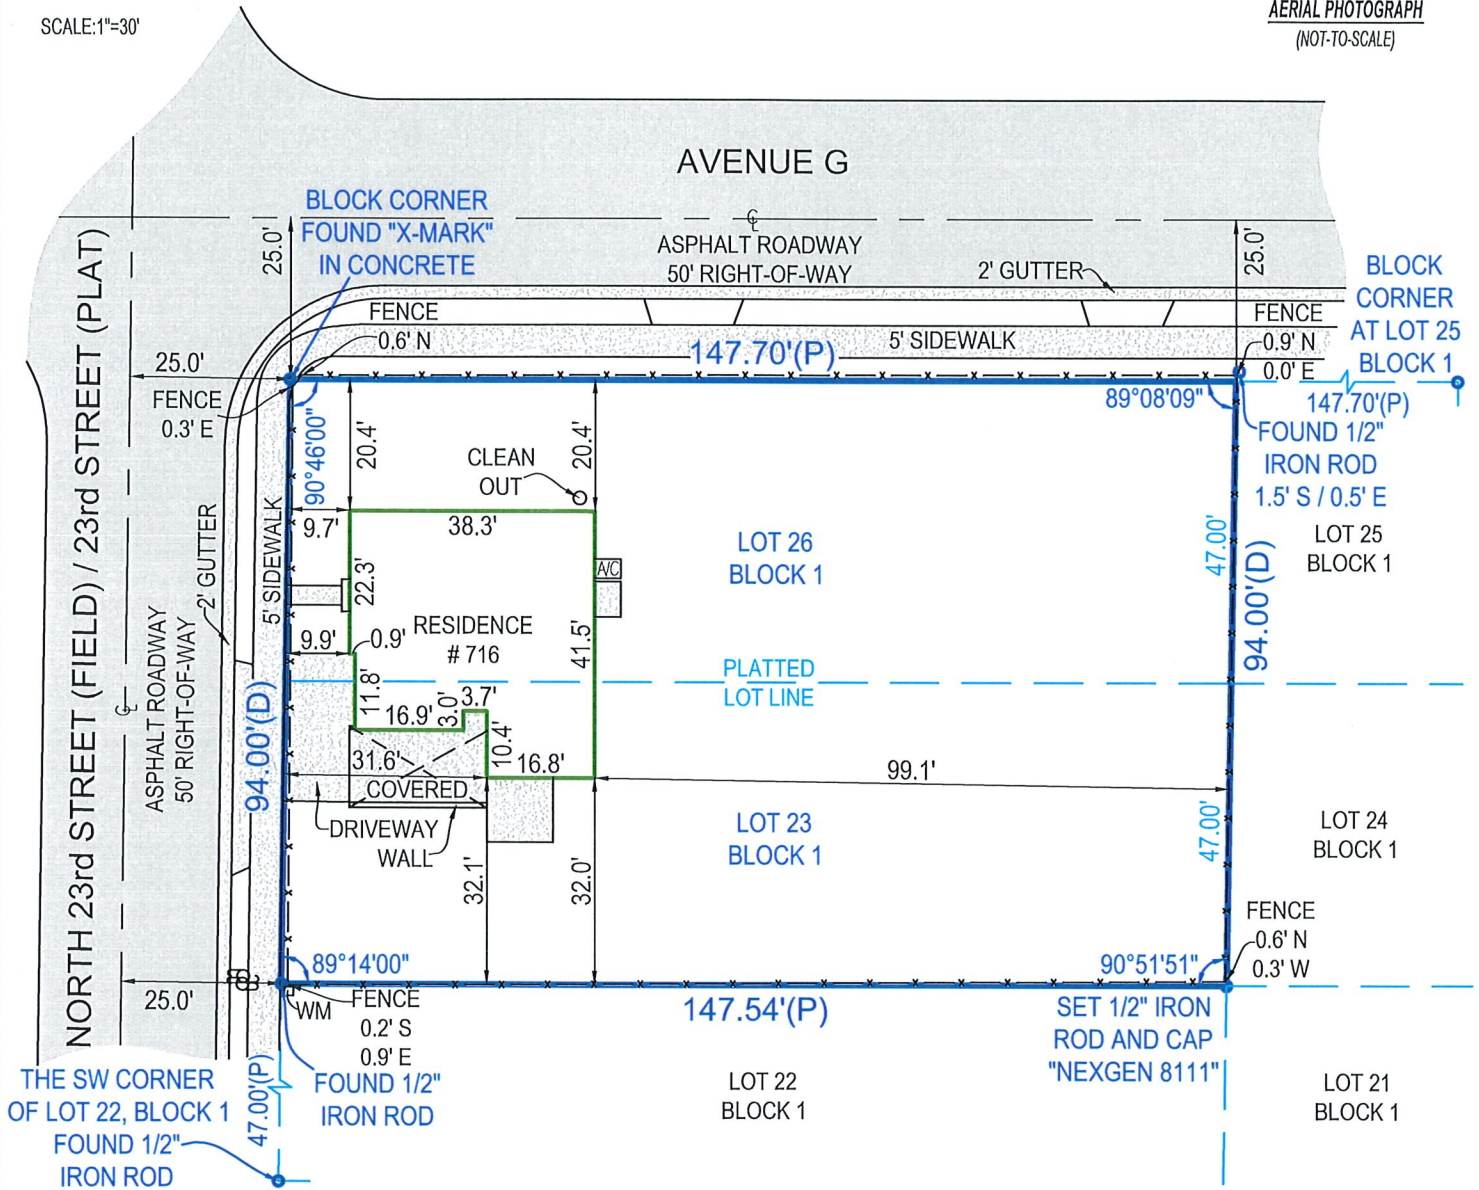 SCALE:1"=30'
AERIAL PHOTOGRAPH
(NOT-TO-SCALE)
AVENUE G
BLOCK CORNER
FOUND "X-MARK"
IN CONCRETE
25.0'
℄
ASPHALT ROADWAY
50' RIGHT-OF-WAY
2' GUTTER
25.0'
BLOCK
CORNER
AT LOT 25
BLOCK 1
FENCE
0.6' N
147.70'(P)
5' SIDEWALK
FENCE
0.9' N
0.0' E
25.0'
FENCE
0.3' E
147.70'(P)
90°46'00"
89°08'09"
FOUND 1/2"
IRON ROD
1.5' S / 0.5' E
20.4'
20.4'
CLEAN
OUT
9.7'
38.3'
LOT 26
BLOCK 1
47.00'
94.00'(D)
LOT 25
BLOCK 1
NORTH 23rd STREET (FIELD) / 23rd STREET (PLAT)
2' GUTTER
5' SIDEWALK
22.3'
A/C
9.9'
0.9'
RESIDENCE
# 716
41.5'
PLATTED
LOT LINE
℄
ASPHALT ROADWAY
50' RIGHT-OF-WAY
94.00'(D)
11.8'
16.9'
3.0'
3.7'
10.4'
31.6'
16.8'
99.1'
COVERED
DRIVEWAY
WALL
LOT 23
BLOCK 1
47.00'
LOT 24
BLOCK 1
32.1'
32.0'
89°14'00"
90°51'51"
FENCE
0.6' N
0.3' W
25.0'
WM
FENCE
0.2' S
0.9' E
147.54'(P)
SET 1/2" IRON
ROD AND CAP
"NEXGEN 8111"
FOUND 1/2"
IRON ROD
47.00'(P)
THE SW CORNER
OF LOT 22, BLOCK 1
FOUND 1/2"
IRON ROD
LOT 22
BLOCK 1
LOT 21
BLOCK 1